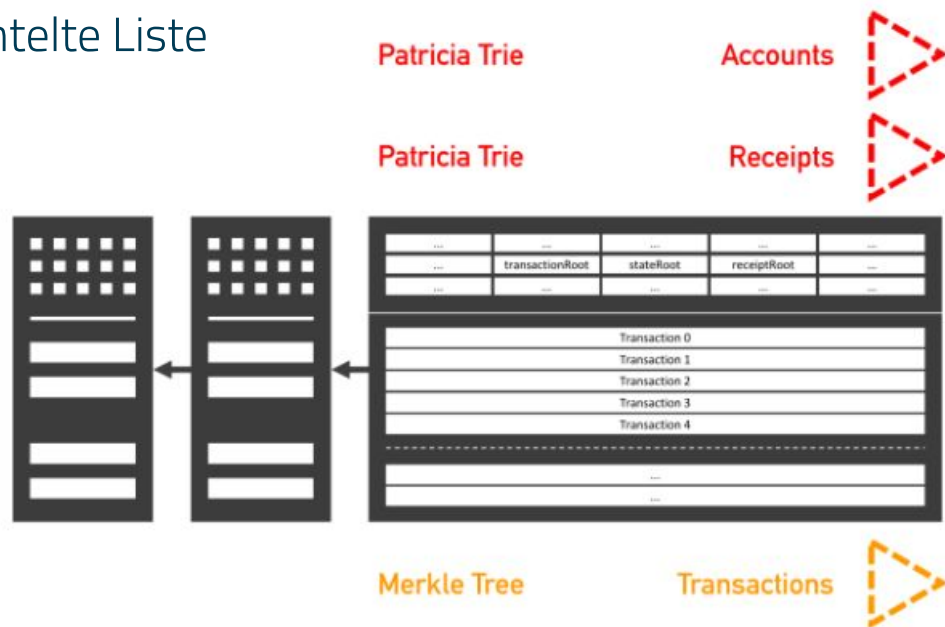 ntelte Liste
Patricia Trie Accounts
Patricia Trie Receipts
... ... ... ... ...
... transactionRoot stateRoot receiptRoot ...
... ... ... ... ...
Transaction 0
Transaction 1
Transaction 2
Transaction 3
Transaction 4
...
...
Merkle Tree Transactions